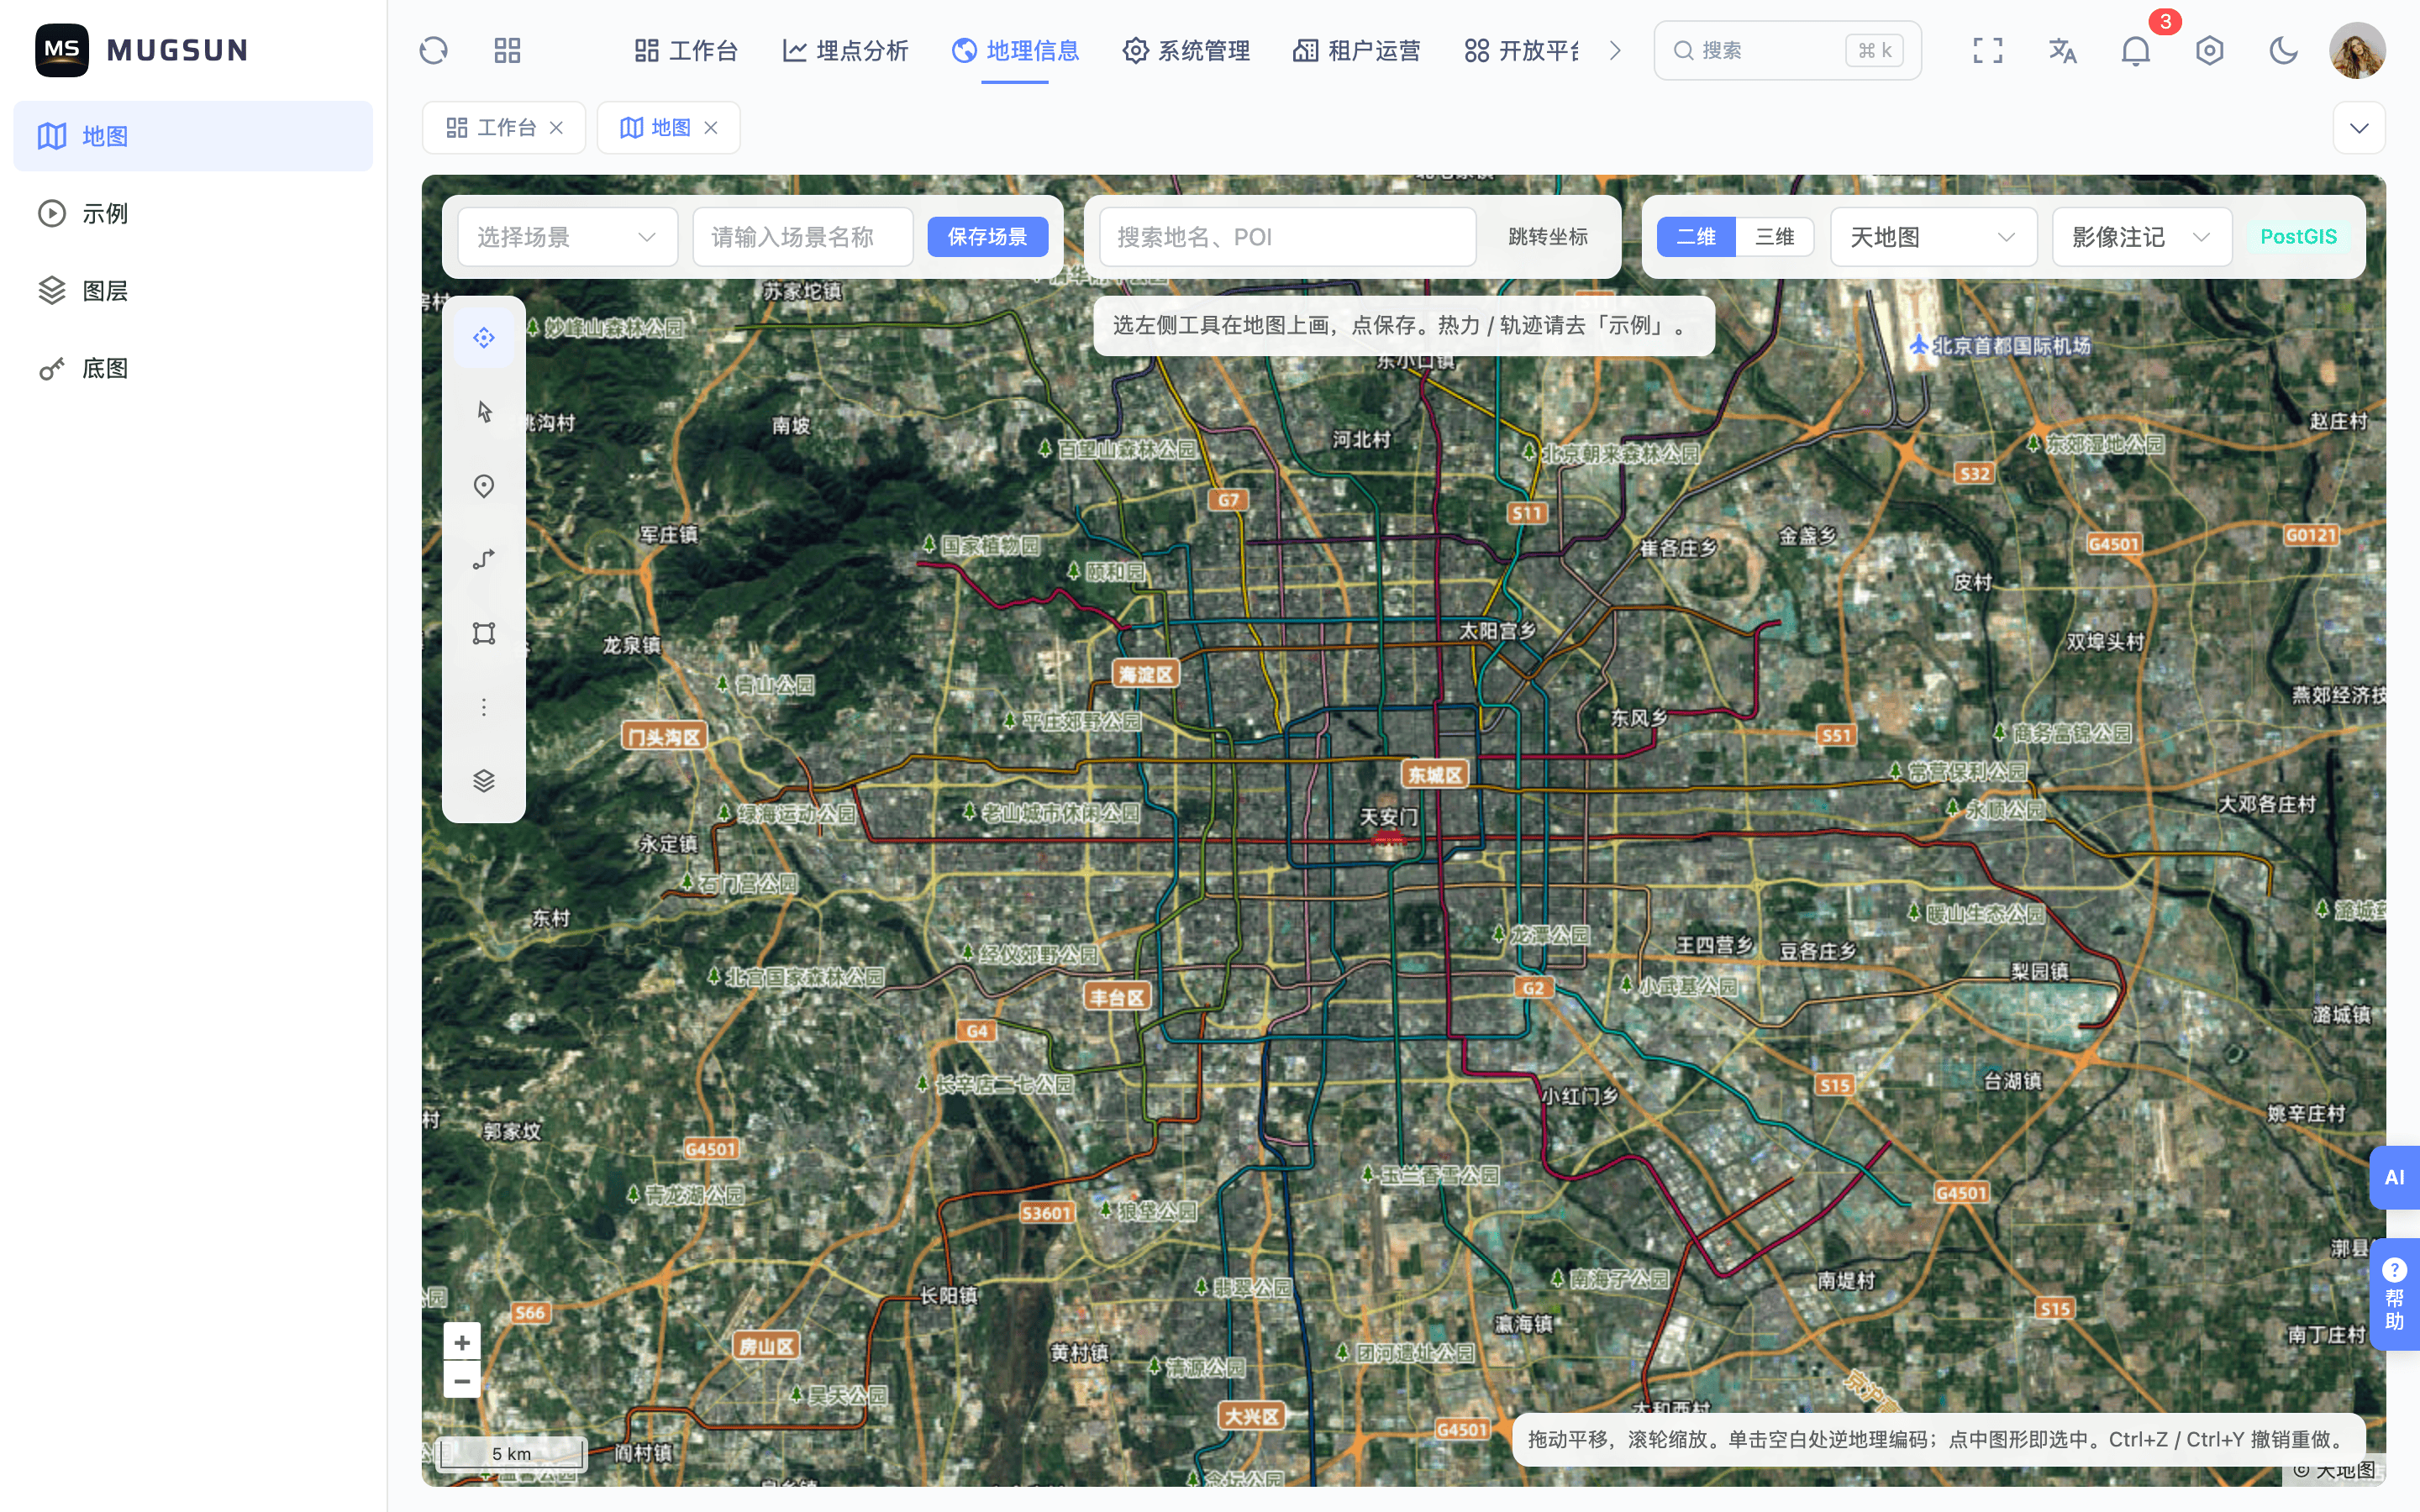 MS MUGSUN
地图
示例
图层
底图
工作台
埋点分析
地理信息
系统管理
租户运营
开放平台
搜索
⌘ k
3
工作台
地图
选择场景
请输入场景名称
保存场景
搜索地名、POI
跳转坐标
二维
三维
天地图
影像注记
PostGIS
选左侧工具在地图上画，点保存。热力 / 轨迹请去「示例」。
苏家坨镇
妙峰山森林公园
东小口镇
北京首都国际机场
南坡
赵庄村
百望山森林公园
河北村
北京朝来森林公园
东郊湿地公园
S32
G7
S11
军庄镇
国家植物园
崔各庄乡
金盏乡
G4501
G0121
颐和园
皮村
龙泉镇
太阳宫乡
双埠头村
海淀区
青山公园
燕郊经济技
平庄郊野公园
东风乡
门头沟区
S51
商务富锦公园
东城区
常营保利公园
绿海运动公园
老山城市休闲公园
天安门
永顺公园
大邓各庄村
永定镇
石门营公园
东村
暖山生态公园
潞城
经仪郊野公园
龙潭公园
王四营乡
豆各庄乡
北宫国家森林公园
梨园镇
丰台区
G2
小武基公园
潞城镇
G4
长辛店二七公园
小红门乡
S15
台湖镇
村
郭家坟
姚辛庄村
G4501
玉兰香雪公园
青龙湖公园
G4501
S3601
狼垡公园
AI
漷县
翡翠公园
南海子公园
南堤村
长阳镇
S66
S15
瀛海镇
南丁庄村
房山区
黄村镇
清源公园
团河遗址公园
昊天公园
京沪高
太和西村
大兴区
G4501
阎村镇
5 km
念坛公园
拖动平移，滚轮缩放。单击空白处逆地理编码；点中图形即选中。Ctrl+Z / Ctrl+Y 撤销重做。
© 天地图
?
帮
助